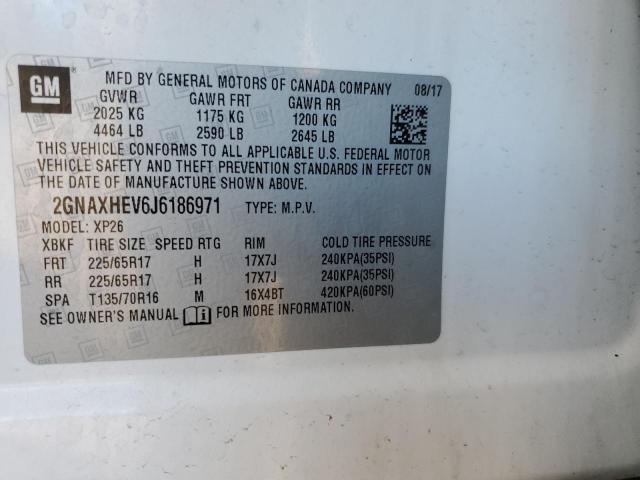 GM
MFD BY GENERAL MOTORS OF CANADA COMPANY 08/17
GVWR GAWR FRT GAWR RR
2025 KG 1175 KG 1200 KG
4464 LB 2590 LB 2645 LB
THIS VEHICLE CONFORMS TO ALL APPLICABLE U.S. FEDERAL MOTOR
VEHICLE SAFETY AND THEFT PREVENTION STANDARDS IN EFFECT ON
THE DATE OF MANUFACTURE SHOWN ABOVE.
2GNAXHEV6J6186971 TYPE: M.P.V.
MODEL: XP26
XBKF TIRE SIZE SPEED RTG RIM COLD TIRE PRESSURE
FRT 225/65R17 H 17X7J 240KPA(35PSI)
RR 225/65R17 H 17X7J 240KPA(35PSI)
SPA T135/70R16 M 16X4BT 420KPA(60PSI)
SEE OWNER'S MANUAL FOR MORE INFORMATION.